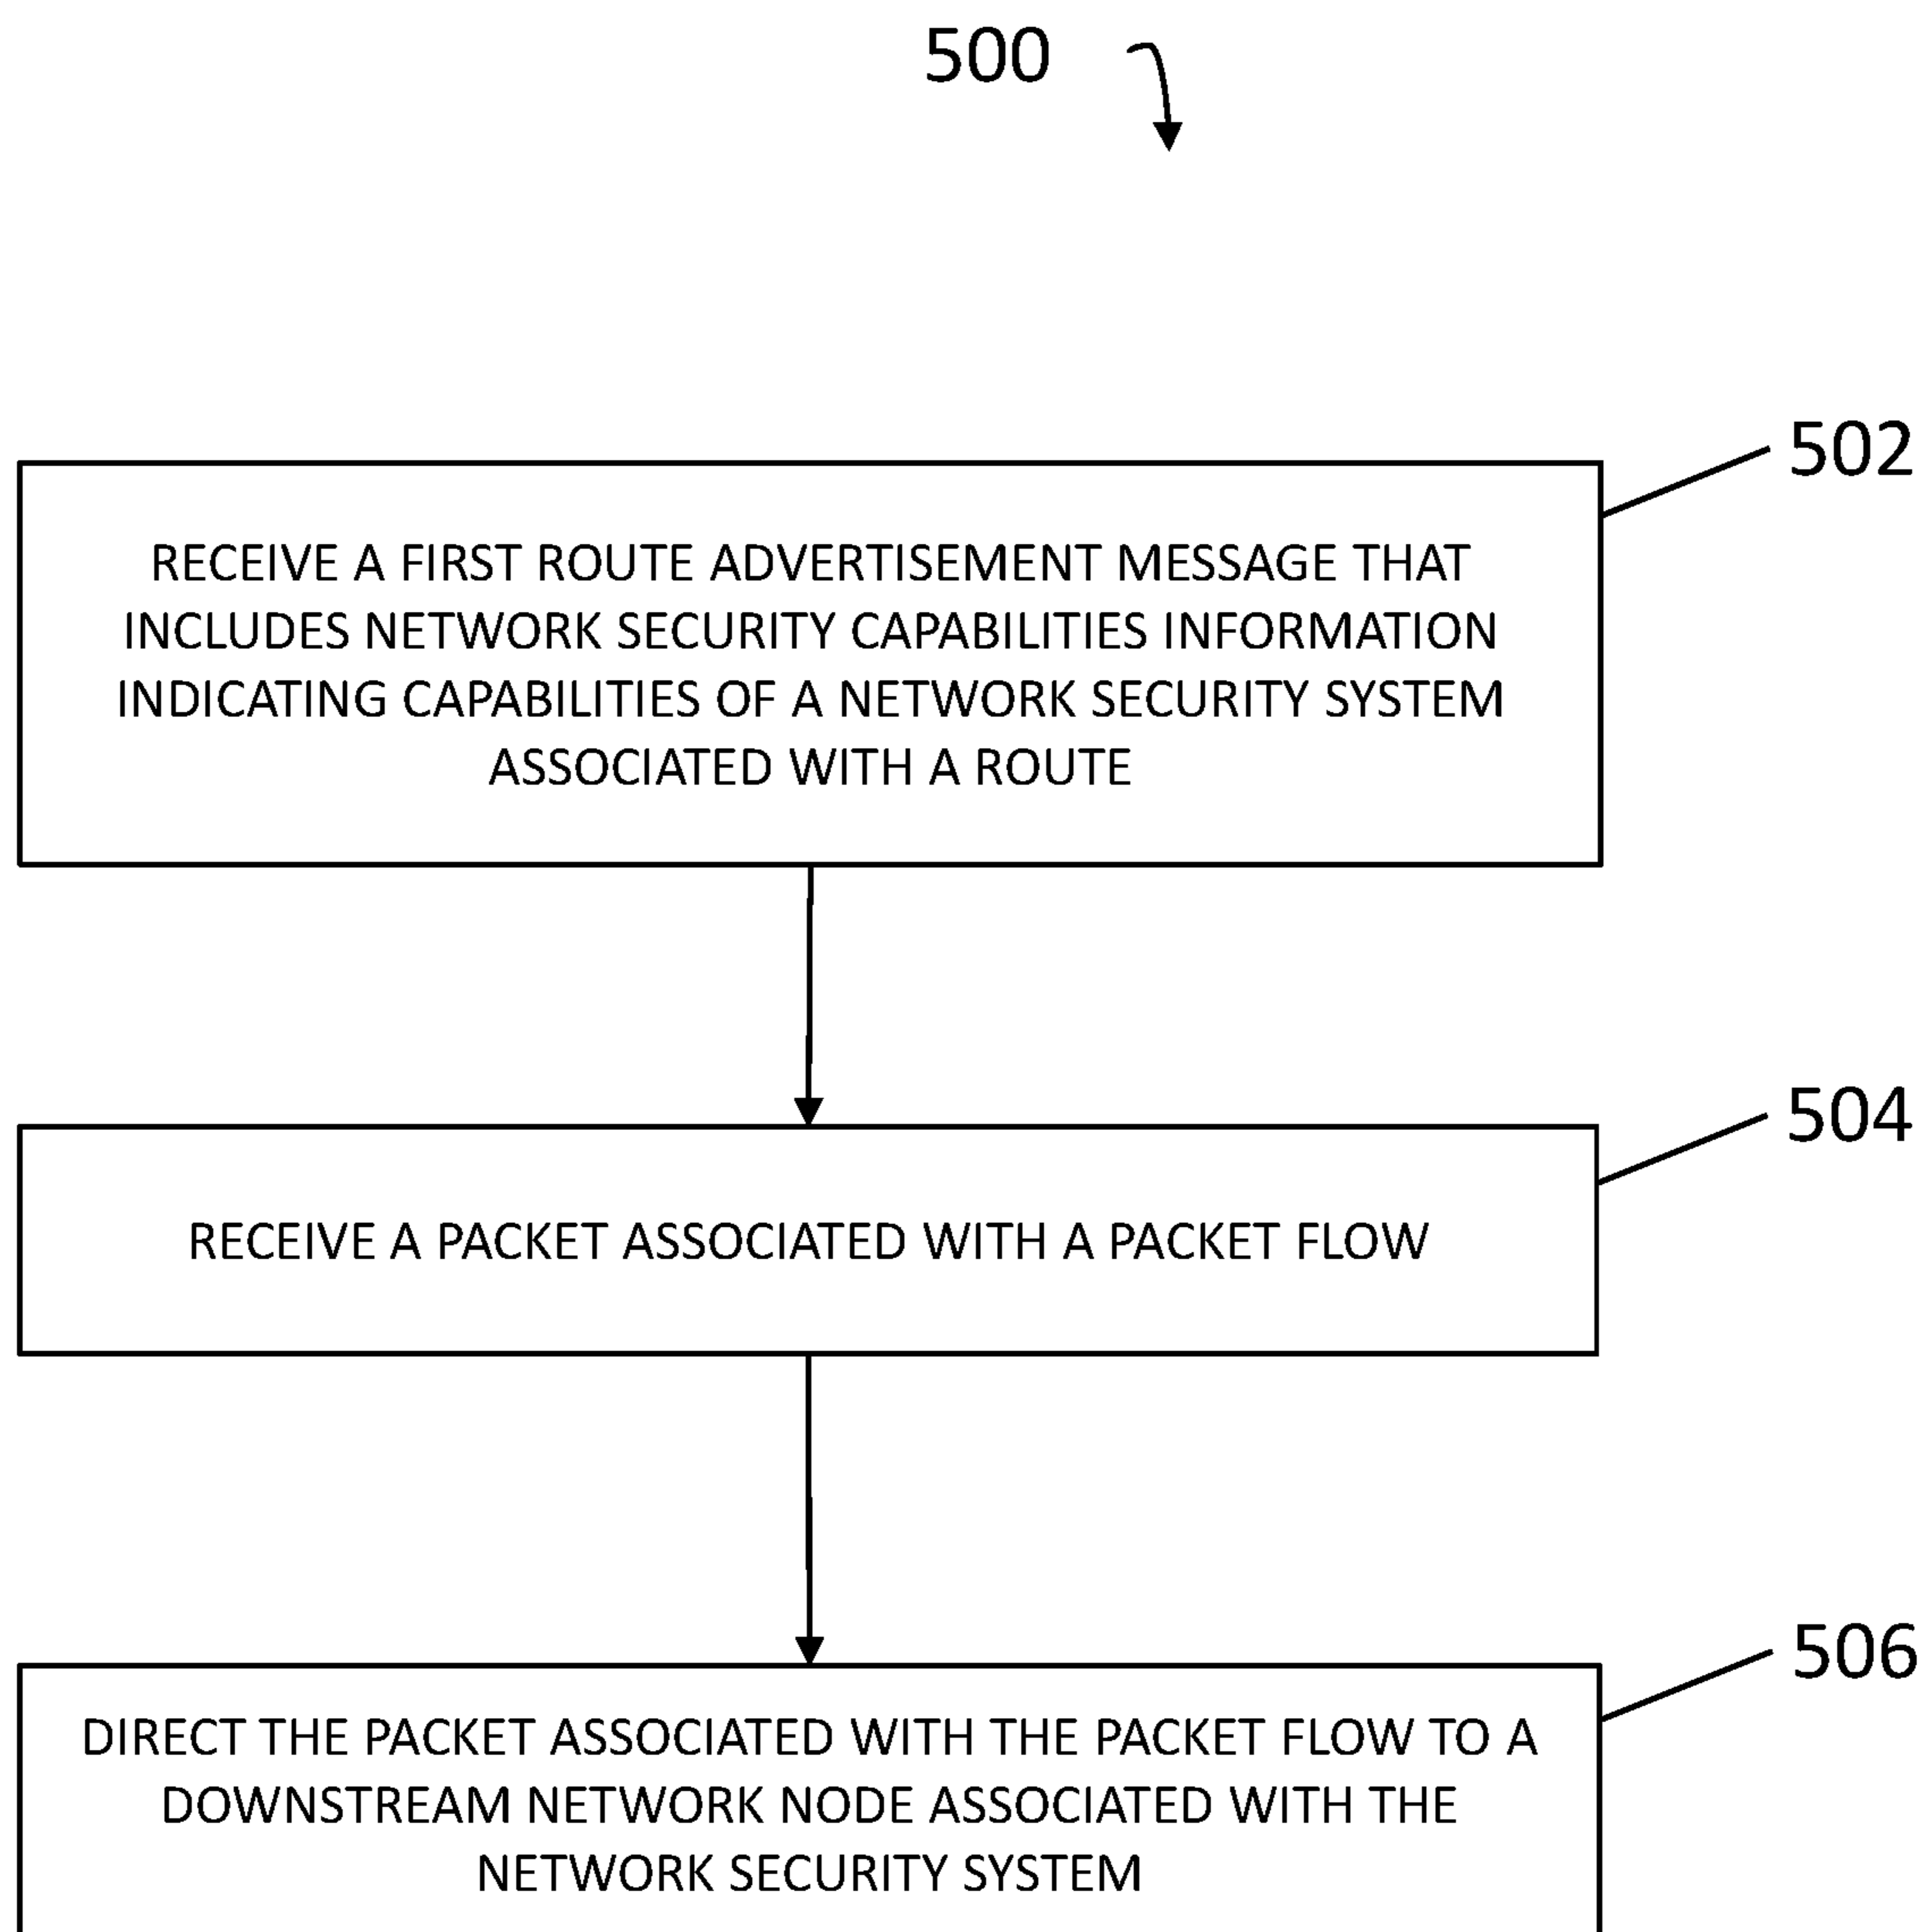 500
502
RECEIVE A FIRST ROUTE ADVERTISEMENT MESSAGE THAT
INCLUDES NETWORK SECURITY CAPABILITIES INFORMATION
INDICATING CAPABILITIES OF A NETWORK SECURITY SYSTEM
ASSOCIATED WITH A ROUTE
504
RECEIVE A PACKET ASSOCIATED WITH A PACKET FLOW
506
DIRECT THE PACKET ASSOCIATED WITH THE PACKET FLOW TO A
DOWNSTREAM NETWORK NODE ASSOCIATED WITH THE
NETWORK SECURITY SYSTEM